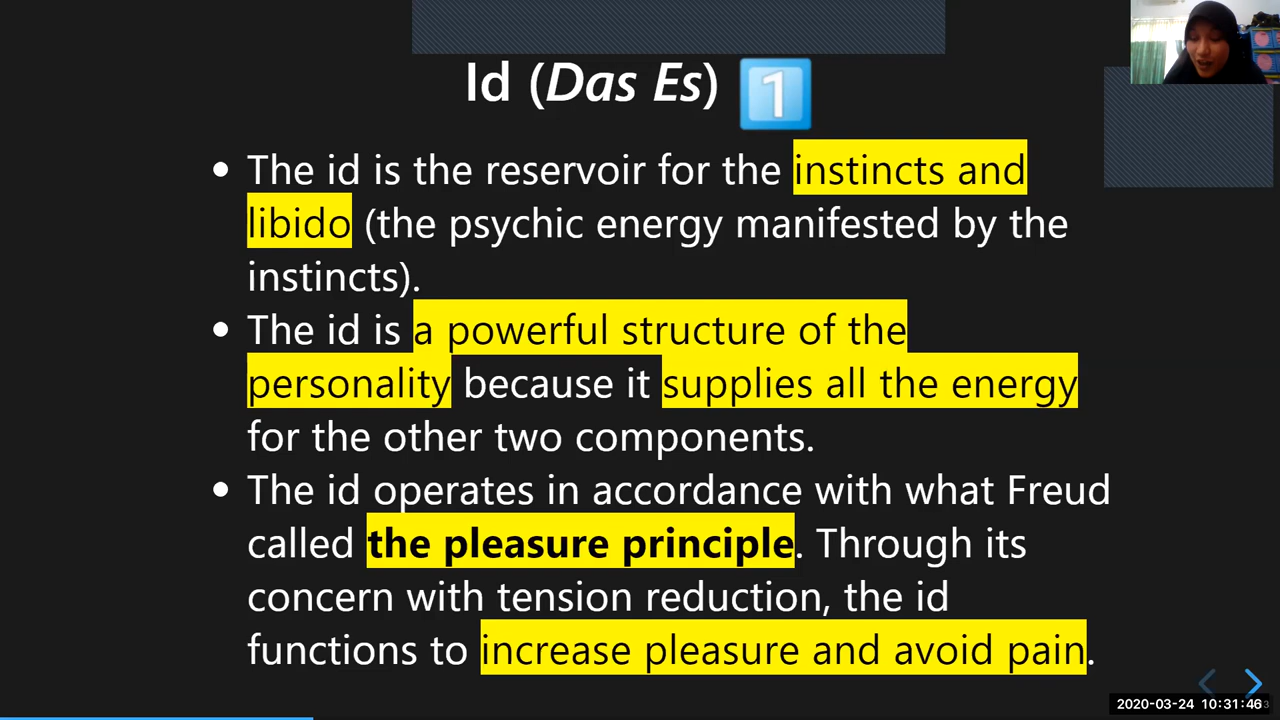 Id (Das Es) 1
• The id is the reservoir for the instincts and
libido (the psychic energy manifested by the
instincts).
• The id is a powerful structure of the
personality because it supplies all the energy
for the other two components.
• The id operates in accordance with what Freud
called the pleasure principle. Through its
concern with tension reduction, the id
functions to increase pleasure and avoid pain.
2020-03-24 10:31:46